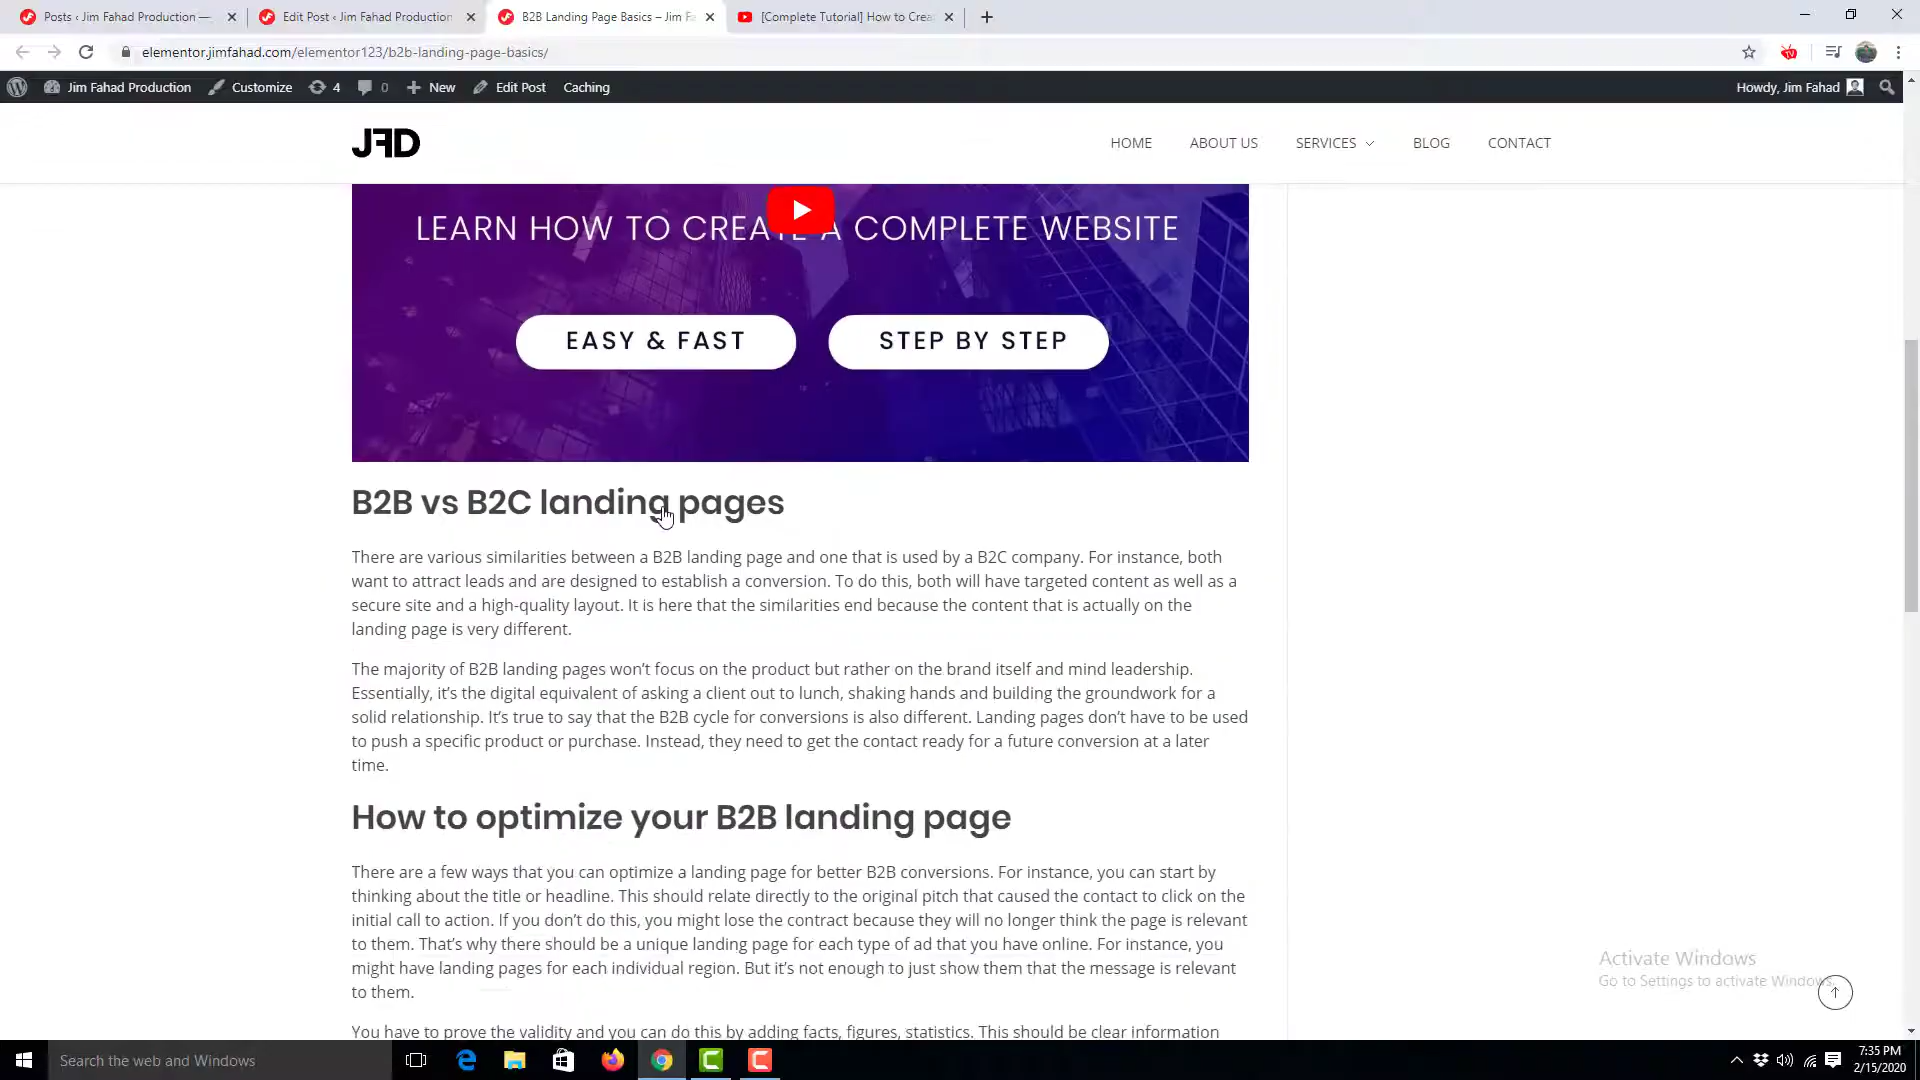 Posts ‹ Jim Fahad Production —
Edit Post ‹ Jim Fahad Production
B2B Landing Page Basics – Jim Fa
[Complete Tutorial] How to Crea
elementor.jimfahad.com/elementor123/b2b-landing-page-basics/
Jim Fahad Production
Customize
4
0
New
Edit Post
Caching
Howdy, Jim Fahad
JFD
HOME
ABOUT US
SERVICES
BLOG
CONTACT
LEARN HOW TO CREATE A COMPLETE WEBSITE
EASY & FAST
STEP BY STEP
B2B vs B2C landing pages
There are various similarities between a B2B landing page and one that is used by a B2C company. For instance, both
want to attract leads and are designed to establish a conversion. To do this, both will have targeted content as well as a
secure site and a high-quality layout. It is here that the similarities end because the content that is actually on the
landing page is very different.
The majority of B2B landing pages won’t focus on the product but rather on the brand itself and mind leadership.
Essentially, it’s the digital equivalent of asking a client out to lunch, shaking hands and building the groundwork for a
solid relationship. It’s true to say that the B2B cycle for conversions is also different. Landing pages don’t have to be used
to push a specific product or purchase. Instead, they need to get the contact ready for a future conversion at a later
time.
How to optimize your B2B landing page
There are a few ways that you can optimize a landing page for better B2B conversions. For instance, you can start by
thinking about the title or headline. This should relate directly to the original pitch that caused the contact to click on the
initial call to action. If you don’t do this, you might lose the contract because they will no longer think the page is relevant
to them. That’s why there should be a unique landing page for each type of ad that you have online. For instance, you
might have landing pages for each individual region. But it’s not enough to just show them that the message is relevant
to them.
You have to prove the validity and you can do this by adding facts, figures, statistics. This should be clear information
Activate Windows
Go to Settings to activate Windows.
Search the web and Windows
7:35 PM
2/15/2020